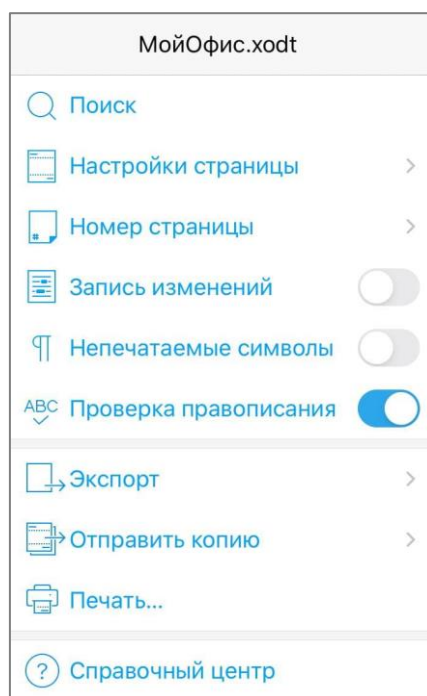 МойОфис.xodt
Поиск
Настройки страницы
Номер страницы
#
Запись изменений
Непечатаемые символы
ABC Проверка правописания
Экспорт
Отправить копию
Печать...
? Справочный центр